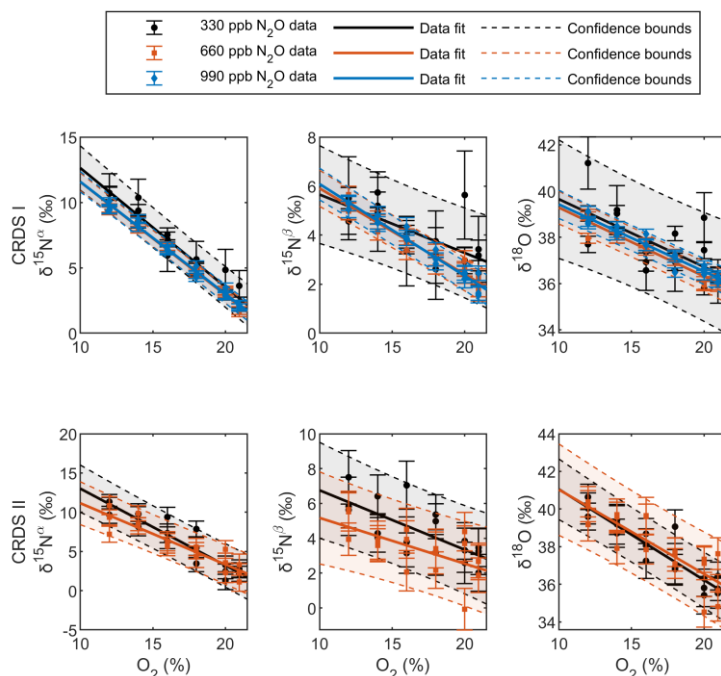 330 ppb N₂O data Data fit Confidence bounds
660 ppb N₂O data Data fit Confidence bounds
990 ppb N₂O data Data fit Confidence bounds
CRDS I
δ¹⁵Nᵅ (‰)
15
10
5
0
10 15 20
δ¹⁵Nᵝ (‰)
8
6
4
2
0
10 15 20
δ¹⁸O (‰)
42
40
38
36
34
10 15 20
CRDS II
δ¹⁵Nᵅ (‰)
20
15
10
5
0
-5
10 15 20
O₂ (%)
δ¹⁵Nᵝ (‰)
10
8
6
4
2
0
10 15 20
O₂ (%)
δ¹⁸O (‰)
44
42
40
38
36
34
10 15 20
O₂ (%)